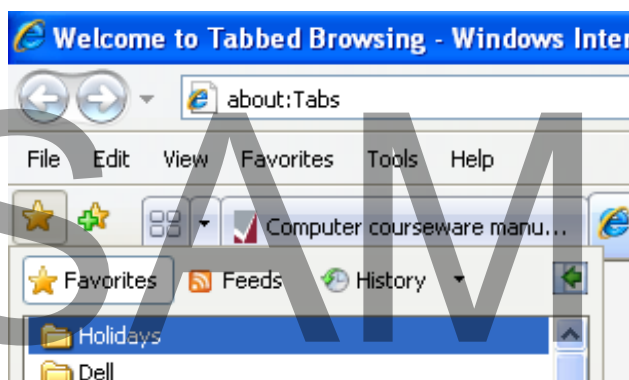 Welcome to Tabbed Browsing - Windows Inter
about:Tabs
File Edit View Favorites Tools Help
Computer courseware manu...
Favorites Feeds History
Holidays
Dell
SAM